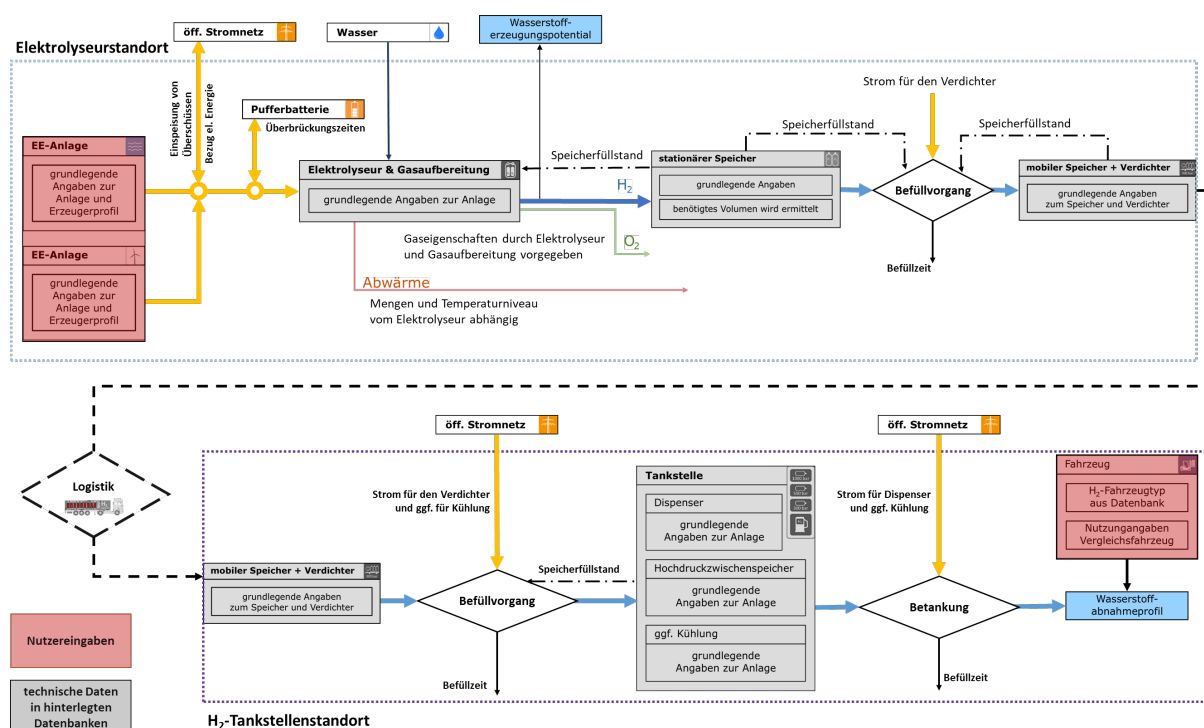 Elektrolyseurstandort
öff. Stromnetz
Wasser
Wasserstoff-
erzeugungspotential
Einspeisung von
Überschüssen
Bezug el. Energie
Pufferbatterie
Überbrückungszeiten
EE-Anlage
grundlegende
Angaben zur
Anlage und
Erzeugerprofil
EE-Anlage
grundlegende
Angaben zur
Anlage und
Erzeugerprofil
Elektrolyseur & Gasaufbereitung
grundlegende Angaben zur Anlage
Speicherfüllstand
H₂
O₂
Gaseigenschaften durch Elektrolyseur
und Gasaufbereitung vorgegeben
Abwärme
Mengen und Temperaturniveau
vom Elektrolyseur abhängig
stationärer Speicher
grundlegende Angaben
benötigtes Volumen wird ermittelt
Speicherfüllstand
Strom für den Verdichter
Speicherfüllstand
Befüllvorgang
Befüllzeit
mobiler Speicher + Verdichter
grundlegende Angaben
zum Speicher und Verdichter
Logistik
öff. Stromnetz
Strom für den Verdichter
und ggf. für Kühlung
mobiler Speicher + Verdichter
grundlegende Angaben
zum Speicher und Verdichter
Befüllvorgang
Speicherfüllstand
Befüllzeit
Tankstelle
Dispenser
grundlegende
Angaben zur Anlage
Hochdruckzwischenspeicher
grundlegende
Angaben zur Anlage
ggf. Kühlung
grundlegende
Angaben zur Anlage
öff. Stromnetz
Strom für Dispenser
und ggf. Kühlung
Betankung
Befüllzeit
Fahrzeug
H₂-Fahrzeugtyp
aus Datenbank
Nutzungangaben
Vergleichsfahrzeug
Wasserstoff-
abnahmeprofil
Nutzereingaben
technische Daten
in hinterlegten
Datenbanken
H₂-Tankstellenstandort